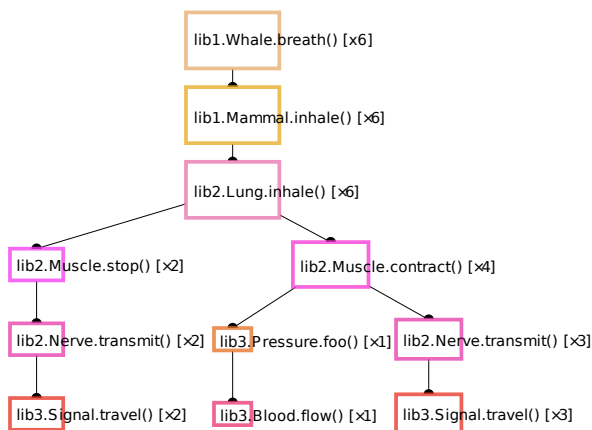 lib1.Whale.breath() [x6]
lib1.Mammal.inhale() [x6]
lib2.Lung.inhale() [x6]
lib2.Muscle.stop() [x2]
lib2.Muscle.contract() [x4]
lib2.Nerve.transmit() [x2]
lib3.Pressure.foo() [x1]
lib2.Nerve.transmit() [x3]
lib3.Signal.travel() [x2]
lib3.Blood.flow() [x1]
lib3.Signal.travel() [x3]